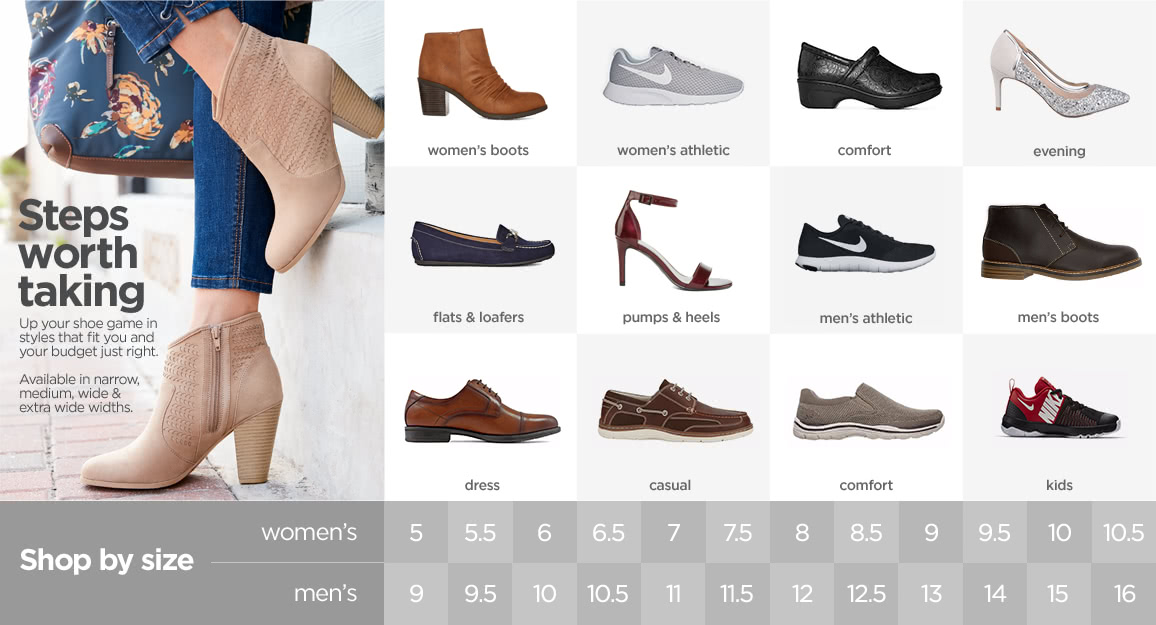 Steps
worth
taking
Up your shoe game in
styles that fit you and
your budget just right.
Available in narrow,
medium, wide &
extra wide widths.
women's boots
women's athletic
comfort
evening
flats & loafers
pumps & heels
men's athletic
men's boots
dress
casual
comfort
NIKE
kids
Shop by size
women's 5 5.5 6 6.5 7 7.5 8 8.5 9 9.5 10 10.5
men's 9 9.5 10 10.5 11 11.5 12 12.5 13 14 15 16